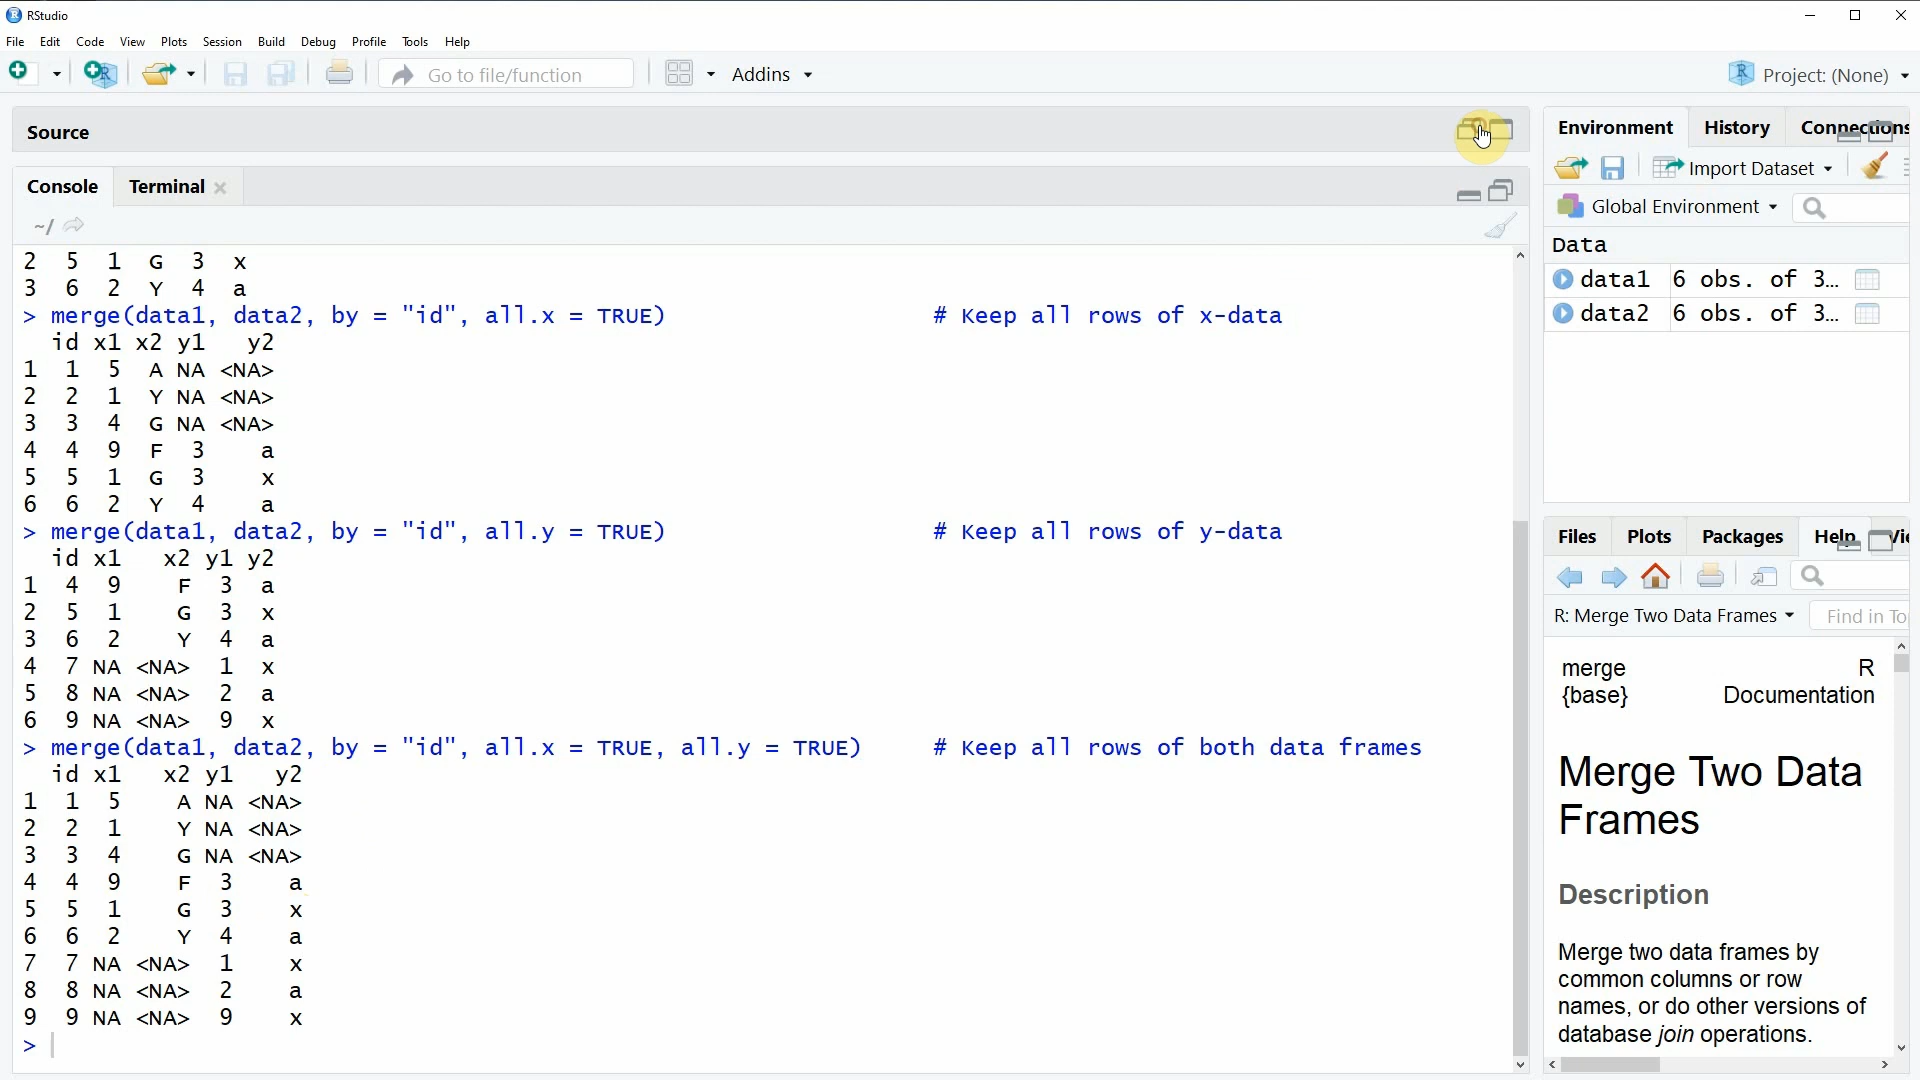 RStudio
File Edit Code View Plots Session Build Debug Profile Tools Help
Go to file/function Addins Project: (None)
Source
Console Terminal
~/
2 5 1 G 3 x
3 6 2 Y 4 a
> merge(data1, data2, by = "id", all.x = TRUE) # Keep all rows of x-data
id x1 x2 y1 y2
1 1 5 A NA <NA>
2 2 1 Y NA <NA>
3 3 4 G NA <NA>
4 4 9 F 3 a
5 5 1 G 3 x
6 6 2 Y 4 a
> merge(data1, data2, by = "id", all.y = TRUE) # Keep all rows of y-data
id x1 x2 y1 y2
1 4 9 F 3 a
2 5 1 G 3 x
3 6 2 Y 4 a
4 7 NA <NA> 1 x
5 8 NA <NA> 2 a
6 9 NA <NA> 9 x
> merge(data1, data2, by = "id", all.x = TRUE, all.y = TRUE) # Keep all rows of both data frames
id x1 x2 y1 y2
1 1 5 A NA <NA>
2 2 1 Y NA <NA>
3 3 4 G NA <NA>
4 4 9 F 3 a
5 5 1 G 3 x
6 6 2 Y 4 a
7 7 NA <NA> 1 x
8 8 NA <NA> 2 a
9 9 NA <NA> 9 x
>
Environment History Connections
Import Dataset
Global Environment
Data
data1 6 obs. of 3...
data2 6 obs. of 3...
Files Plots Packages Help Vie
R: Merge Two Data Frames Find in To
merge R
{base} Documentation
Merge Two Data
Frames
Description
Merge two data frames by
common columns or row
names, or do other versions of
database join operations.